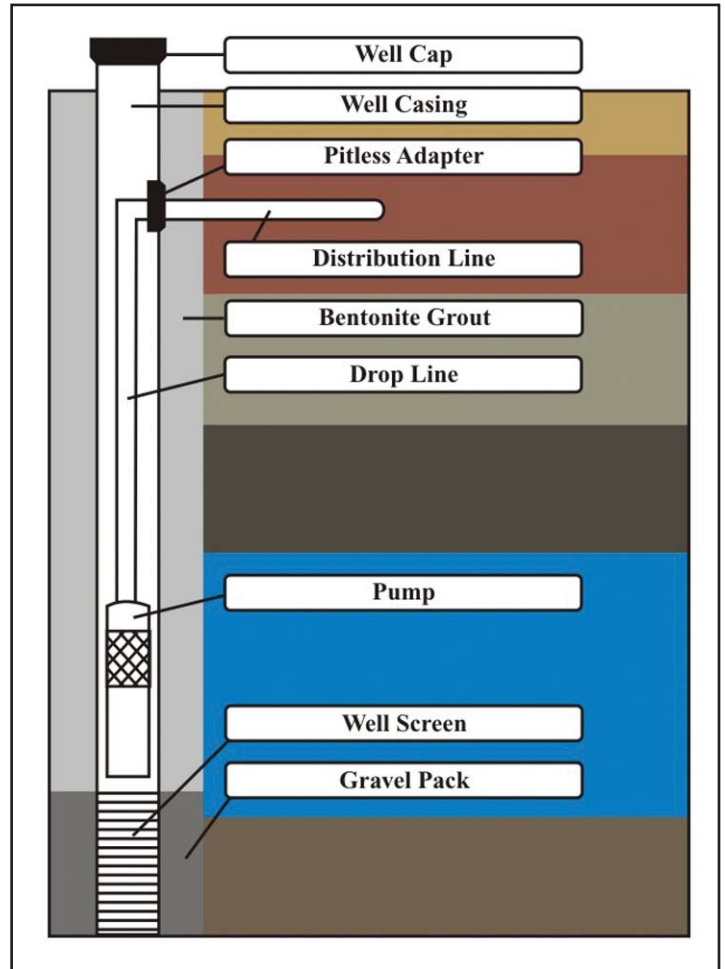 Well Cap
Well Casing
Pitless Adapter
Distribution Line
Bentonite Grout
Drop Line
Pump
Well Screen
Gravel Pack